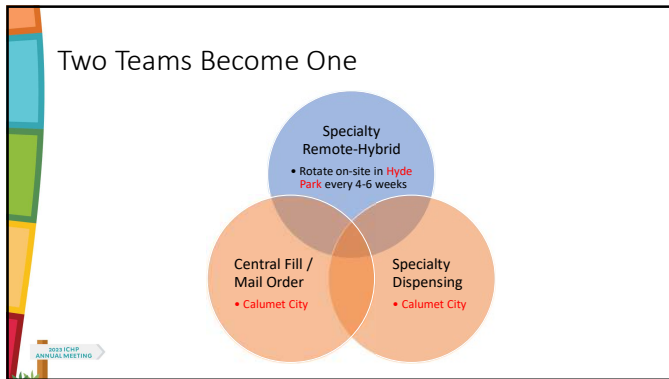 Two Teams Become One
Specialty
Remote-Hybrid
• Rotate on-site in Hyde
Park every 4-6 weeks
Central Fill /
Mail Order
• Calumet City
Specialty
Dispensing
• Calumet City
2023 ICHP
ANNUAL MEETING